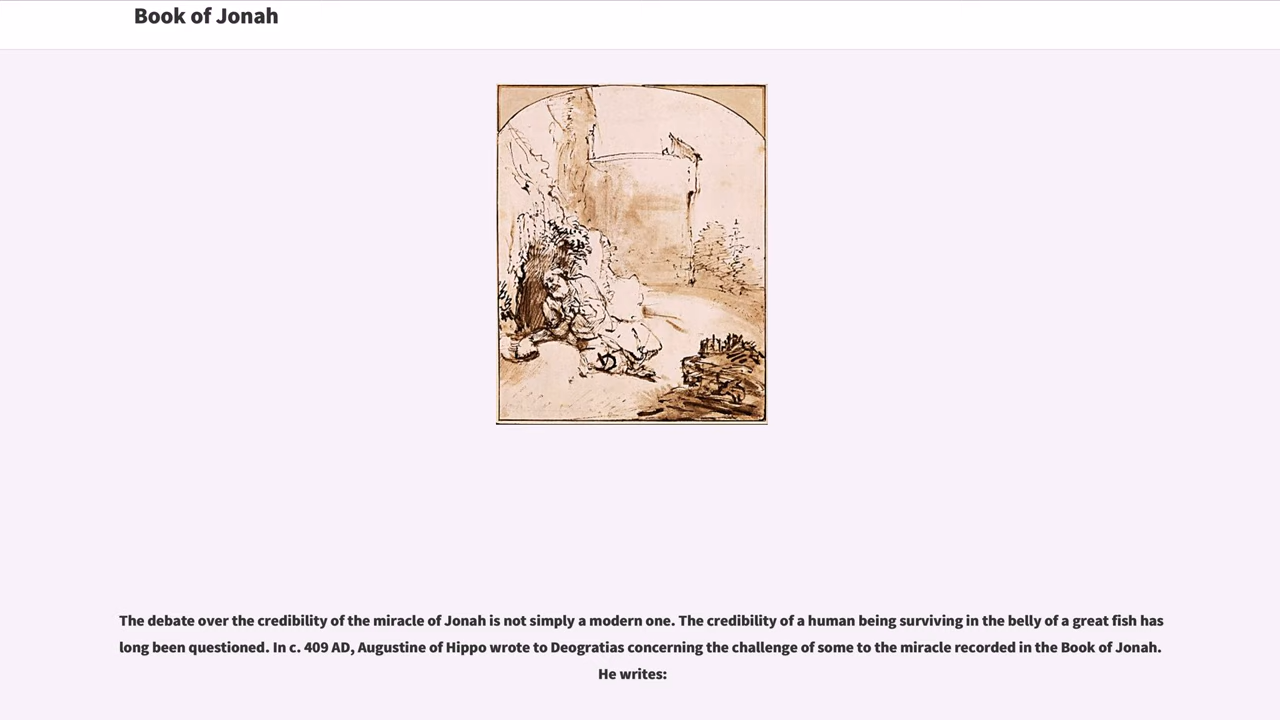 Book of Jonah
The debate over the credibility of the miracle of Jonah is not simply a modern one. The credibility of a human being surviving in the belly of a great fish has
long been questioned. In c. 409 AD, Augustine of Hippo wrote to Deogratias concerning the challenge of some to the miracle recorded in the Book of Jonah.
He writes: